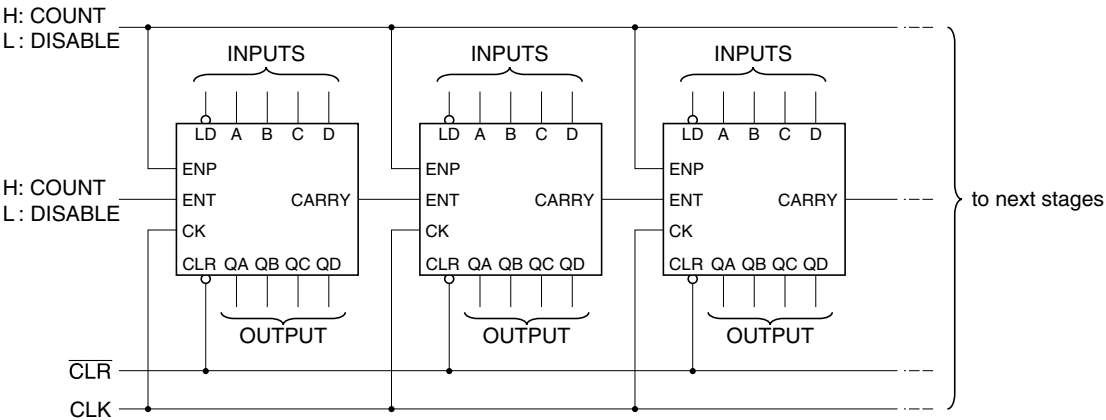 H: COUNT
L : DISABLE
INPUTS INPUTS INPUTS
LD A B C D LD A B C D LD A B C D
ENP ENP ENP
H: COUNT
L : DISABLE
ENT CARRY ENT CARRY ENT CARRY
to next stages
CK CK CK
CLR QA QB QC QD CLR QA QB QC QD CLR QA QB QC QD
OUTPUT OUTPUT OUTPUT
CLR
CLK